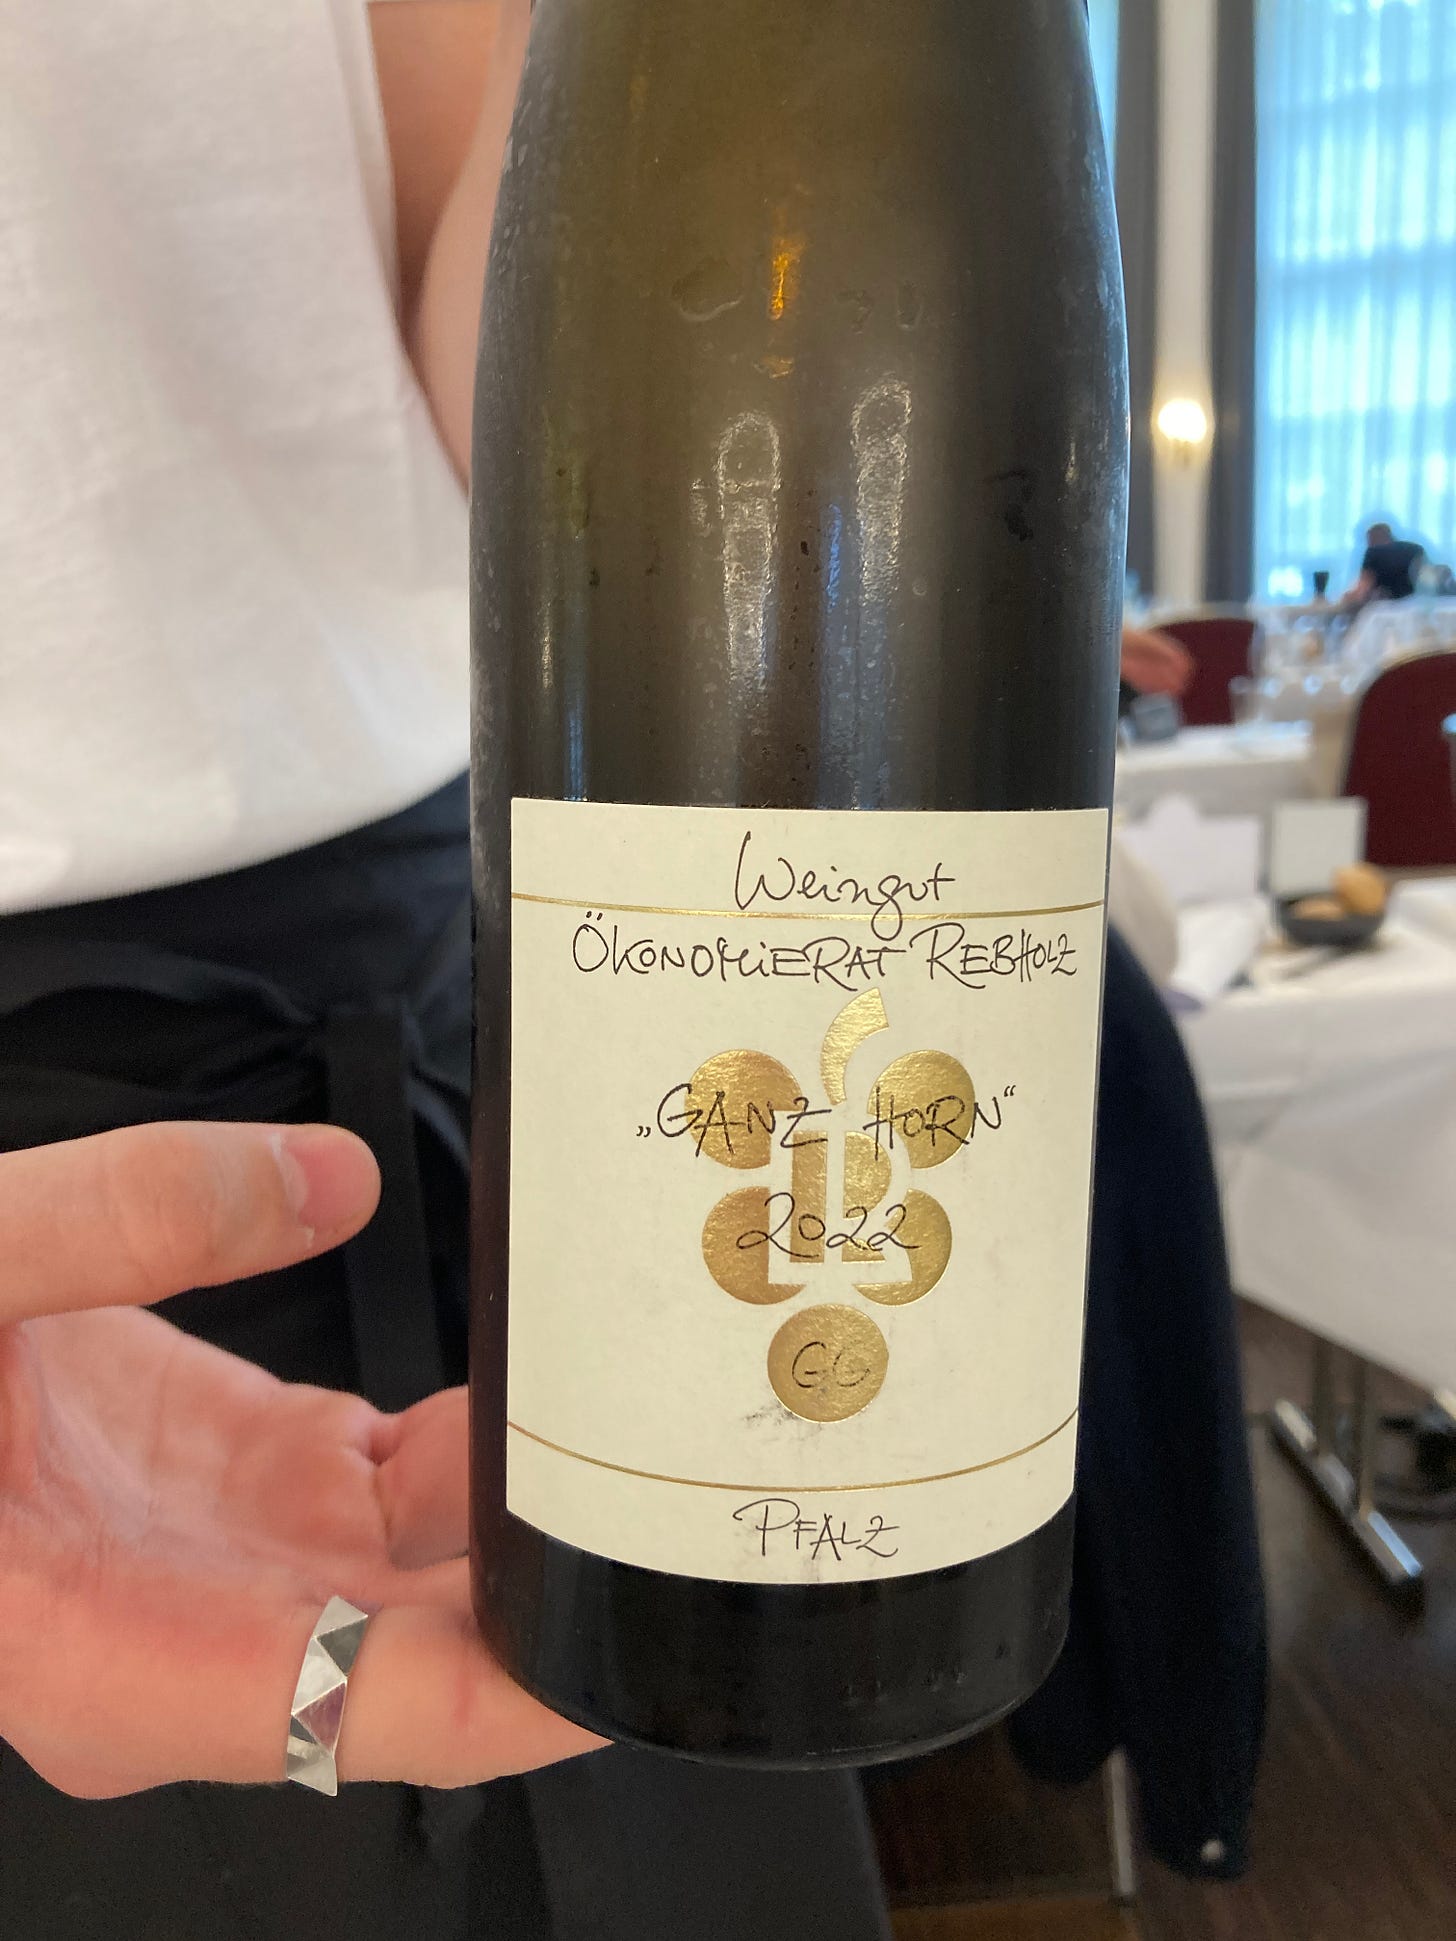 Weingut
ÖKONOMIERAT REBHOLZ
„GANZ HORN“
2022
GG
PFALZ